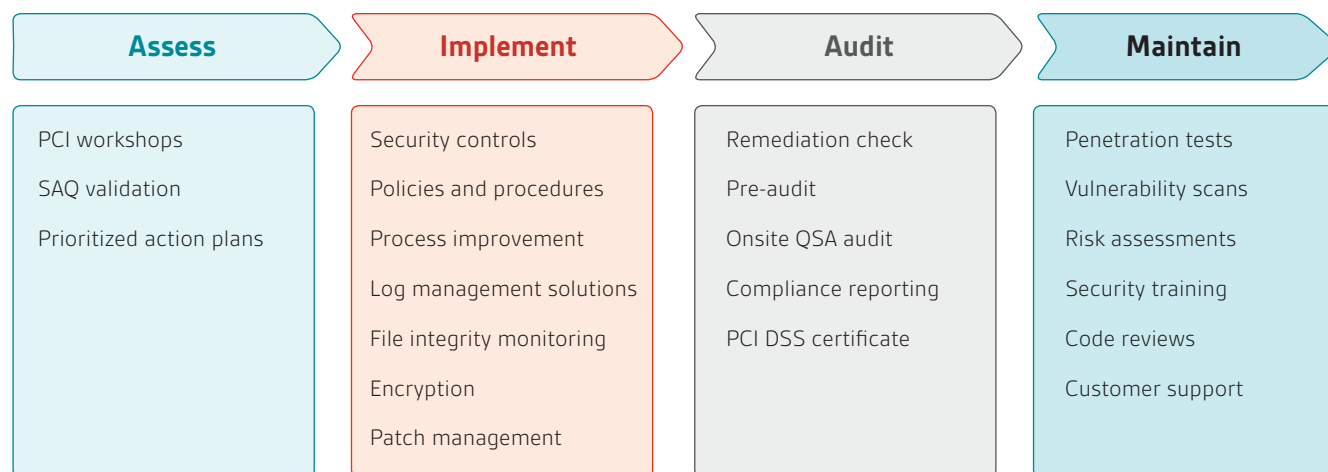 Assess
Implement
Audit
Maintain
PCI workshops
SAQ validation
Prioritized action plans
Security controls
Policies and procedures
Process improvement
Log management solutions
File integrity monitoring
Encryption
Patch management
Remediation check
Pre-audit
Onsite QSA audit
Compliance reporting
PCI DSS certificate
Penetration tests
Vulnerability scans
Risk assessments
Security training
Code reviews
Customer support